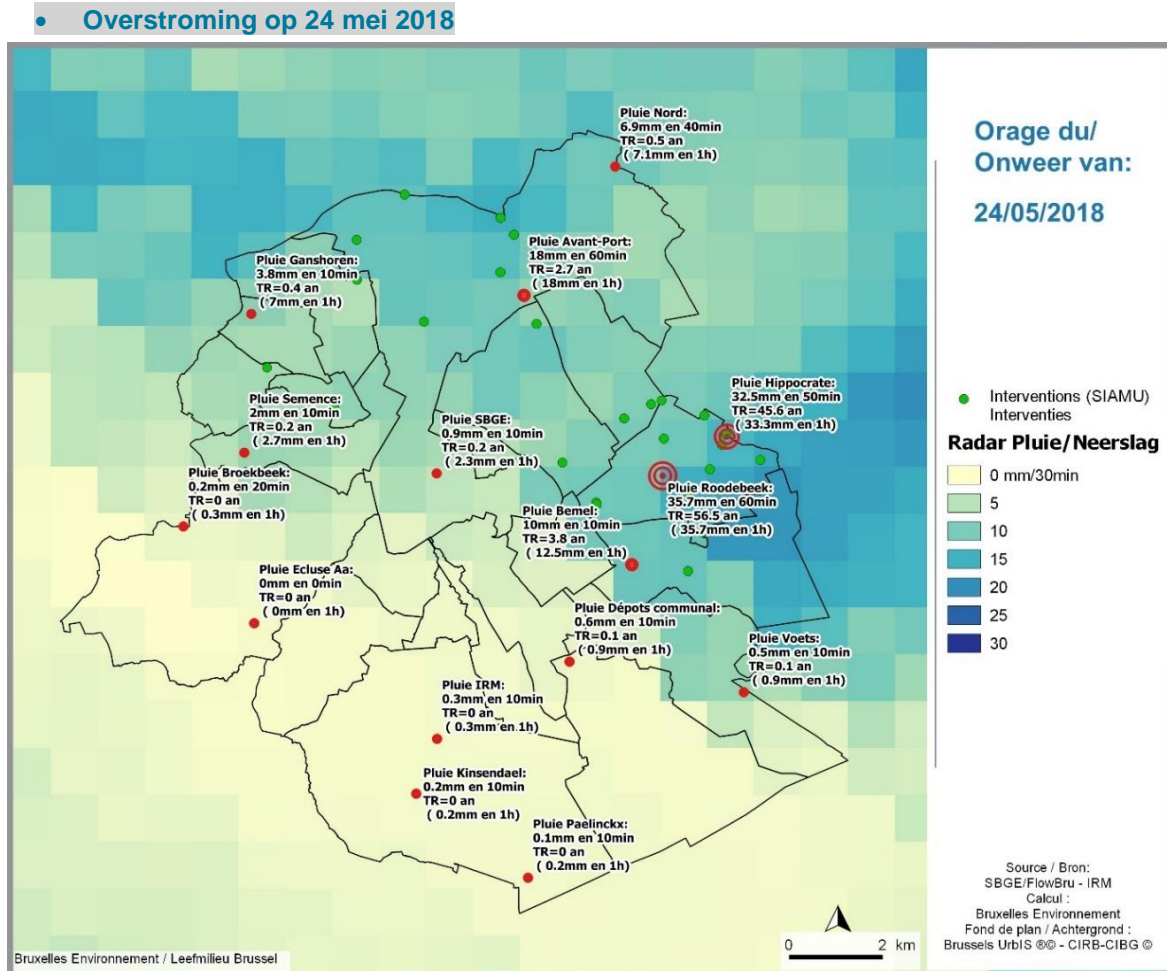 • Overstroming op 24 mei 2018
Pluie Nord:
6.9mm en 40min
TR=0.5 an
( 7.1mm en 1h)
Pluie Avant-Port:
18mm en 60min
TR=2.7 an
( 18mm en 1h)
Pluie Ganshoren:
3.8mm en 10min
TR=0.4 an
( 7mm en 1h)
Pluie Hippocrate:
32.5mm en 50min
TR=45.6 an
( 33.3mm en 1h)
Pluie Semence:
2mm en 10min
TR=0.2 an
( 2.7mm en 1h)
Pluie SBGE:
0.9mm en 10min
TR=0.2 an
( 2.3mm en 1h)
Pluie Broekbeek:
0.2mm en 20min
TR=0 an
( 0.3mm en 1h)
Pluie Roodebeek:
35.7mm en 60min
TR=56.5 an
( 35.7mm en 1h)
Pluie Bemel:
10mm en 10min
TR=3.8 an
( 12.5mm en 1h)
Pluie Ecluse Aa:
0mm en 0min
TR=0 an
( 0mm en 1h)
Pluie Dépots communal:
0.6mm en 10min
TR=0.1 an
( 0.9mm en 1h)
Pluie Voets:
0.5mm en 10min
TR=0.1 an
( 0.9mm en 1h)
Pluie IRM:
0.3mm en 10min
TR=0 an
( 0.3mm en 1h)
Pluie Kinsendael:
0.2mm en 10min
TR=0 an
( 0.2mm en 1h)
Pluie Paelinckx:
0.1mm en 10min
TR=0 an
( 0.2mm en 1h)
0 2 km
Bruxelles Environnement / Leefmilieu Brussel
Orage du/
Onweer van:
24/05/2018
Interventions (SIAMU)
Interventies
Radar Pluie/Neerslag
0 mm/30min
5
10
15
20
25
30
Source / Bron:
SBGE/FlowBru - IRM
Calcul :
Bruxelles Environnement
Fond de plan / Achtergrond :
Brussels UrbIS ®© - CIRB-CIBG ©